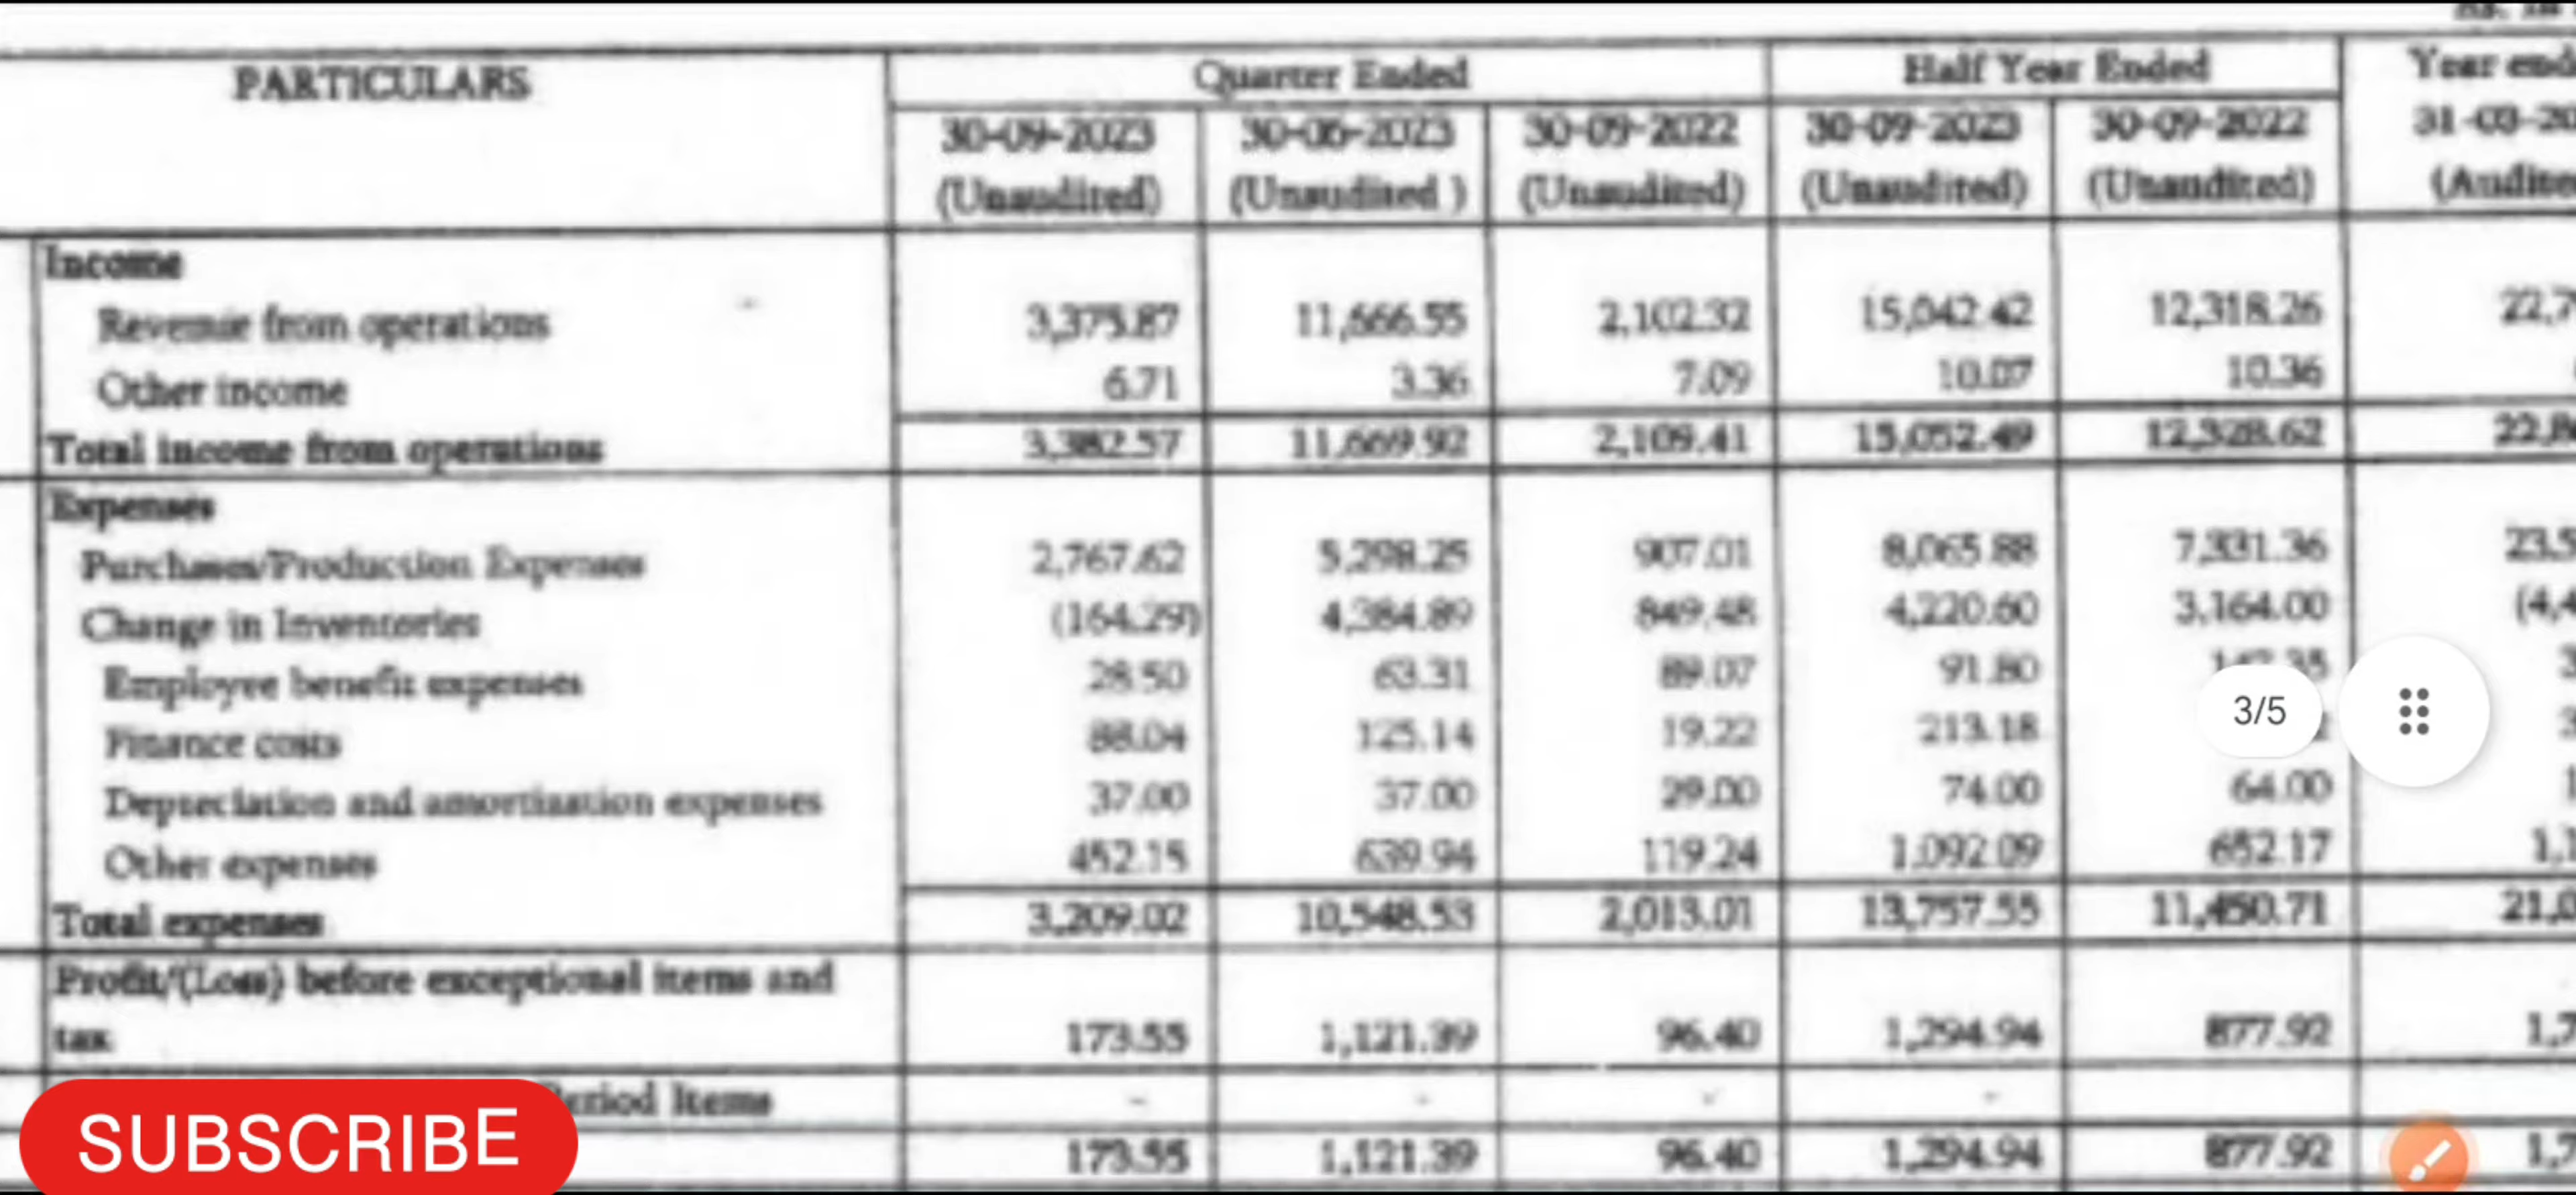 PARTICULARS Quarter Ended Half Year Ended Year
30-09-2023 30-06-2023 30-09-2022 30-09-2023 30-09-2022
(Unaudited) (Unaudited ) (Unaudited) (Unaudited) (Unaudited)
Income
Revenue from operations 3,375.87 11,666.55 2,102.32 15,042.42 12,318.26
Other income 6.71 3.36 7.09 10.07 10.36
Total income from operations 3,382.57 11,669.92 2,109.41 15,052.49 12,328.62
Expenses
Purchases/Production Expenses 2,767.62 5,298.25 907.01 8,065.88 7,331.36
Change in Inventories (164.29) 4,384.89 849.48 4,220.60 3,164.00
Employee benefit expenses 28.50 63.31 89.07 91.80
Finance costs 88.04 125.14 19.22 213.18
3/5
Depreciation and amortization expenses 37.00 37.00 29.00 74.00 64.00
Other expenses 452.15 639.94 119.24 1,092.09 652.17
Total expenses 3,209.02 10,548.53 2,013.01 13,757.55 11,450.71
Profit/(Loss) before exceptional items and
tax 173.55 1,121.39 96.40 1,294.94 877.92
Period Items - - - -
SUBSCRIBE
173.55 1,121.39 96.40 1,294.94 877.92